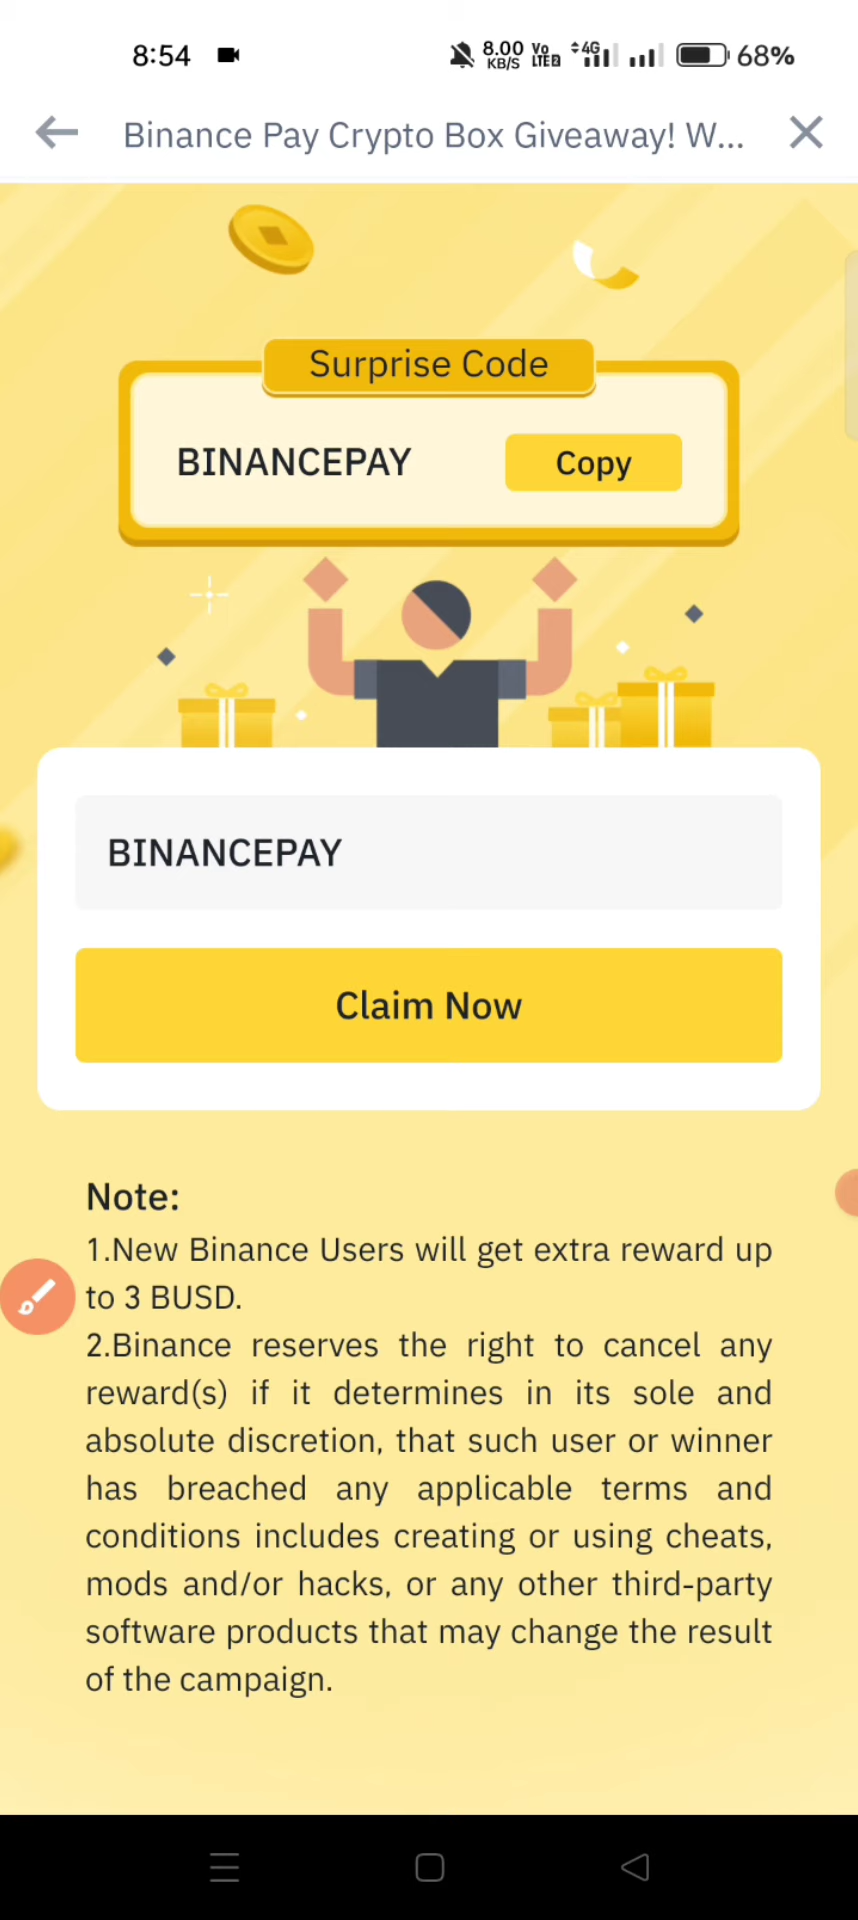 8:54
8.00 KB/S Vo LTE 2 4G 68%
Binance Pay Crypto Box Giveaway! W...
Surprise Code
BINANCEPAY Copy
BINANCEPAY
Claim Now
Note:
1.New Binance Users will get extra reward up
to 3 BUSD.
2.Binance reserves the right to cancel any
reward(s) if it determines in its sole and
absolute discretion, that such user or winner
has breached any applicable terms and
conditions includes creating or using cheats,
mods and/or hacks, or any other third-party
software products that may change the result
of the campaign.